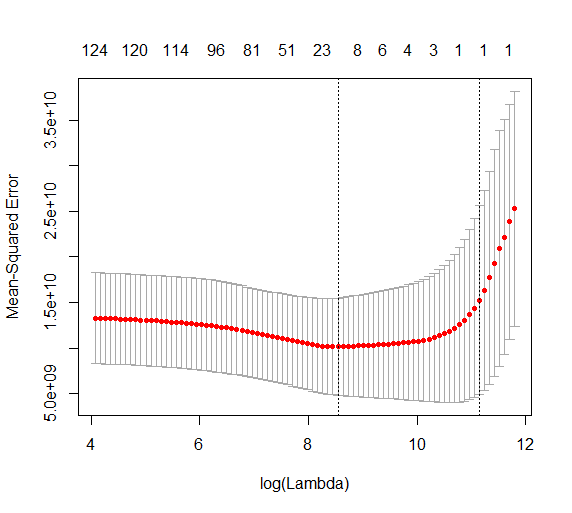 124 120 114 96 81 51 23 8 6 4 3 1 1 1
3.5e+10
2.5e+10
1.5e+10
5.0e+09
Mean-Squared Error
4 6 8 10 12
log(Lambda)